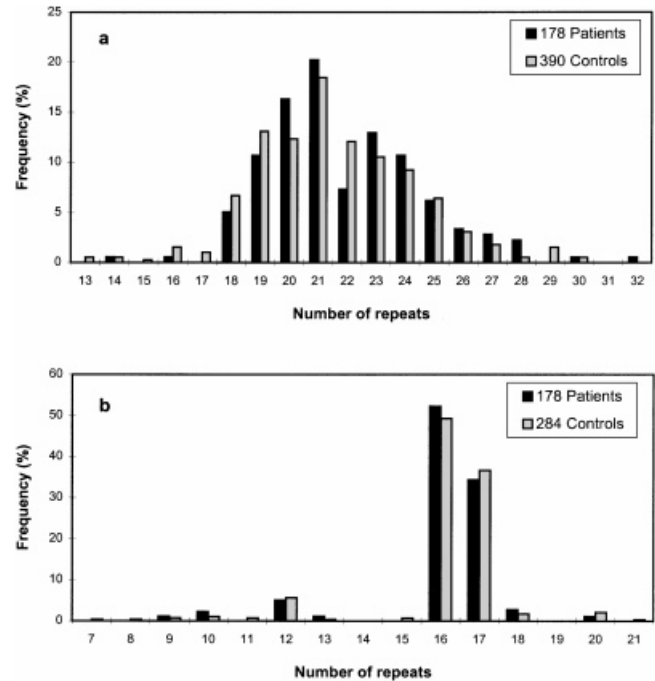 a
178 Patients
390 Controls
Frequency (%)
25
20
15
10
5
0
13 14 15 16 17 18 19 20 21 22 23 24 25 26 27 28 29 30 31 32
Number of repeats
b
178 Patients
284 Controls
Frequency (%)
60
50
40
30
20
10
0
7 8 9 10 11 12 13 14 15 16 17 18 19 20 21
Number of repeats